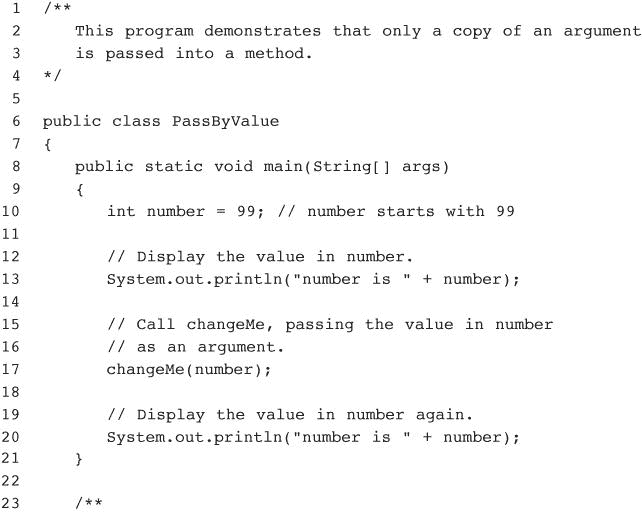 1 /**
2 This program demonstrates that only a copy of an argument
3 is passed into a method.
4 */
5
6 public class PassByValue
7 {
8 public static void main(String[] args)
9 {
10 int number = 99; // number starts with 99
11
12 // Display the value in number.
13 System.out.println("number is " + number);
14
15 // Call changeMe, passing the value in number
16 // as an argument.
17 changeMe(number);
18
19 // Display the value in number again.
20 System.out.println("number is " + number);
21 }
22
23 /**